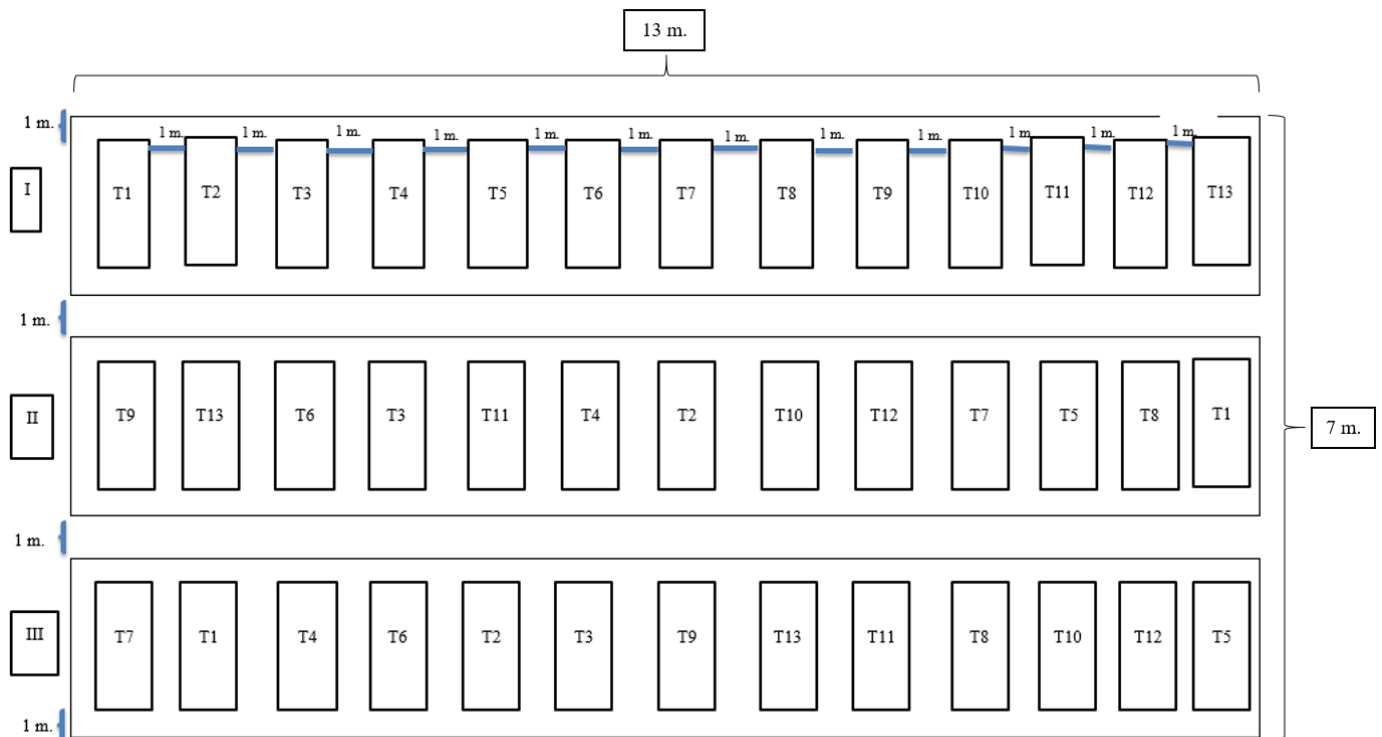 13 m.
1 m.
1 m. 1 m. 1 m. 1 m. 1 m. 1 m. 1 m. 1 m. 1 m. 1 m 1 m. 1 m.
I
T1 T2 T3 T4 T5 T6 T7 T8 T9 T10 T11 T12 T13
1 m.
II
T9 T13 T6 T3 T11 T4 T2 T10 T12 T7 T5 T8 T1
7 m.
1 m.
III
T7 T1 T4 T6 T2 T3 T9 T13 T11 T8 T10 T12 T5
1 m.